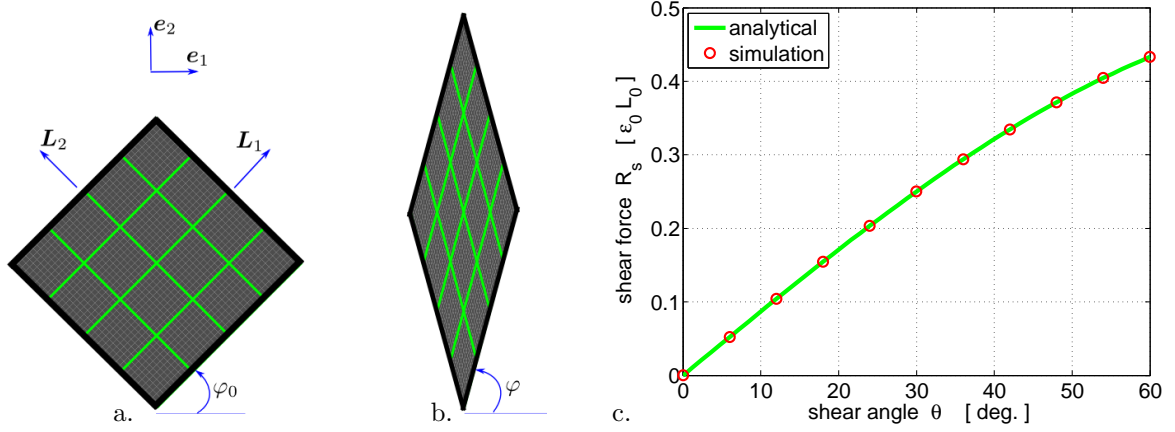 e₂
e₁
L₂
L₁
φ₀
a.
φ
b.
c.
analytical
simulation
shear force R_s [ ε₀ L₀ ]
0.5
0.4
0.3
0.2
0.1
0
0 10 20 30 40 50 60
shear angle θ [ deg. ]